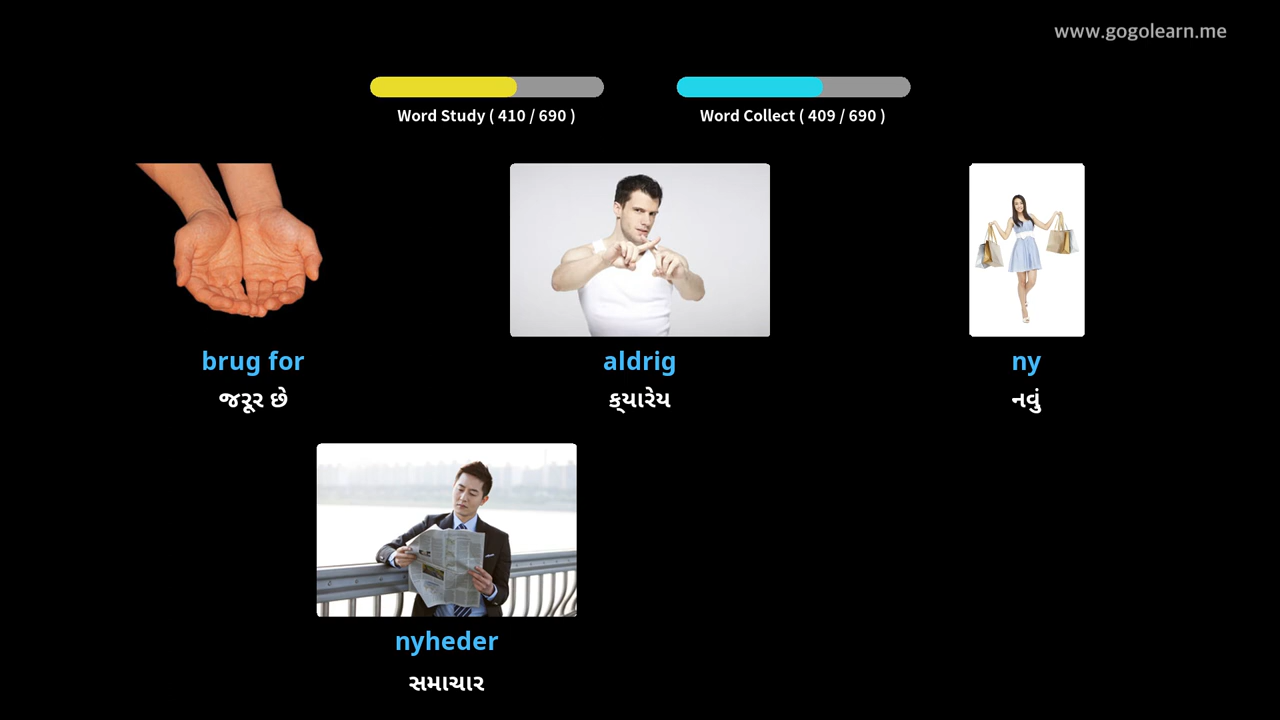 www.gogolearn.me
Word Study ( 410 / 690 )
Word Collect ( 409 / 690 )
brug for
aldrig
ny
જરૂર છે
ક્યારેય
નવું
nyheder
સમાચાર